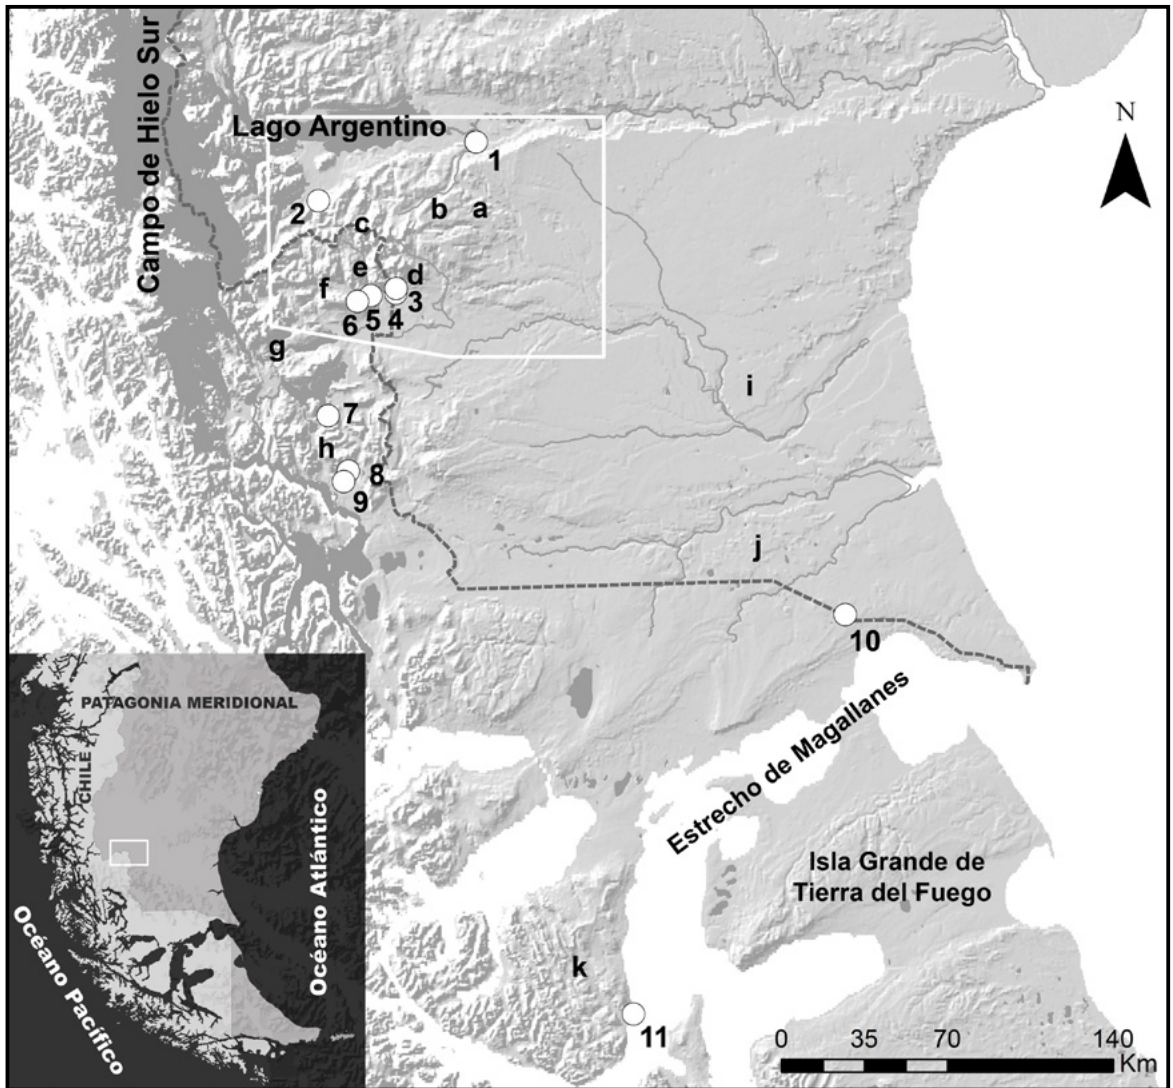 Campo de Hielo Sur
Lago Argentino
N
1
2
b
a
c
e
d
f
3
6
5
4
g
i
7
h
8
9
j
10
Estrecho de Magallanes
Isla Grande de
Tierra del Fuego
k
11
0
35
70
140
Km
PATAGONIA MERIDIONAL
CHILE
Océano Atlántico
Océano Pacífico